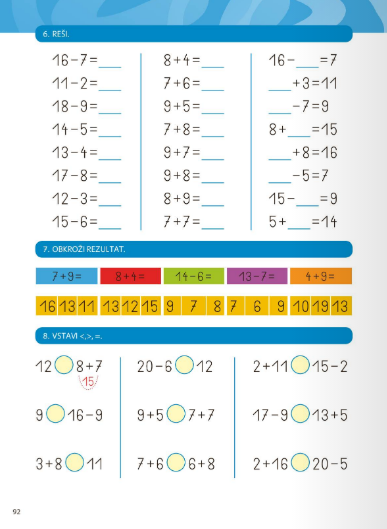 6. REŠI.
16-7=___ 8+4=___ 16-___=7
11-2=___ 7+6=___ ___+3=11
18-9=___ 9+5=___ ___-7=9
14-5=___ 7+8=___ 8+___=15
13-4=___ 9+7=___ ___+8=16
17-8=___ 9+8=___ ___-5=7
12-3=___ 8+9=___ 15-___=9
15-6=___ 7+7=___ 5+___=14
7. OBKROŽI REZULTAT.
7+9= 8+4= 14-6= 13-7= 4+9=
16 13 11 13 12 15 9 7 8 7 6 9 10 19 13
8. VSTAVI <,>, =.
12 ◯ 8+7 20-6 ◯ 12 2+11 ◯ 15-2
15
9 ◯ 16-9 9+5 ◯ 7+7 17-9 ◯ 13+5
3+8 ◯ 11 7+6 ◯ 6+8 2+16 ◯ 20-5
92